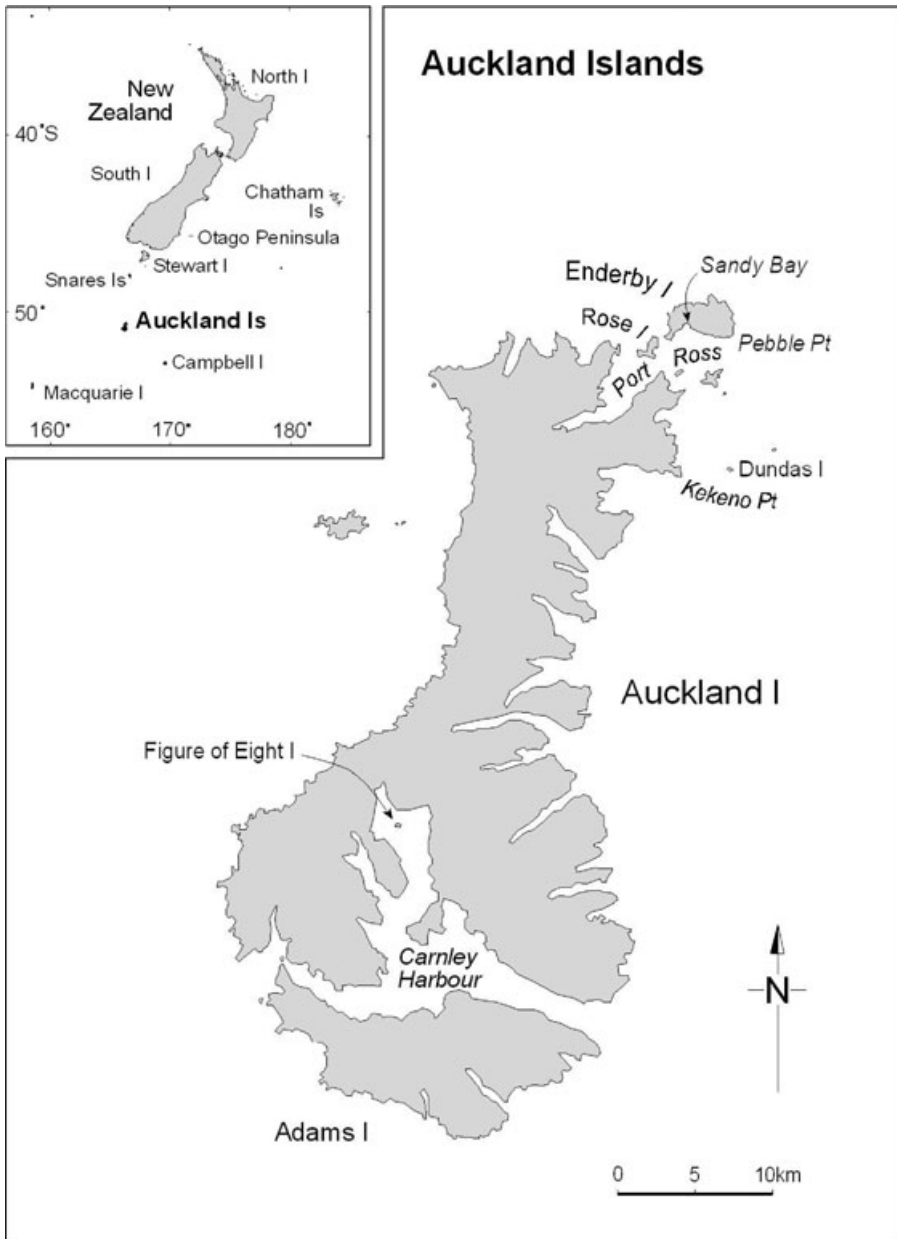 Auckland Islands
New
Zealand
North I
40°S
South I
Chatham
Is
Otago Peninsula
Stewart I
Snares Is
50°
Auckland Is
Campbell I
Macquarie I
160°
170°
180°
Sandy Bay
Enderby I
Rose I
Pebble Pt
Port Ross
Dundas I
Kekeno Pt
Auckland I
Figure of Eight I
Carnley
Harbour
N
Adams I
0 5 10km